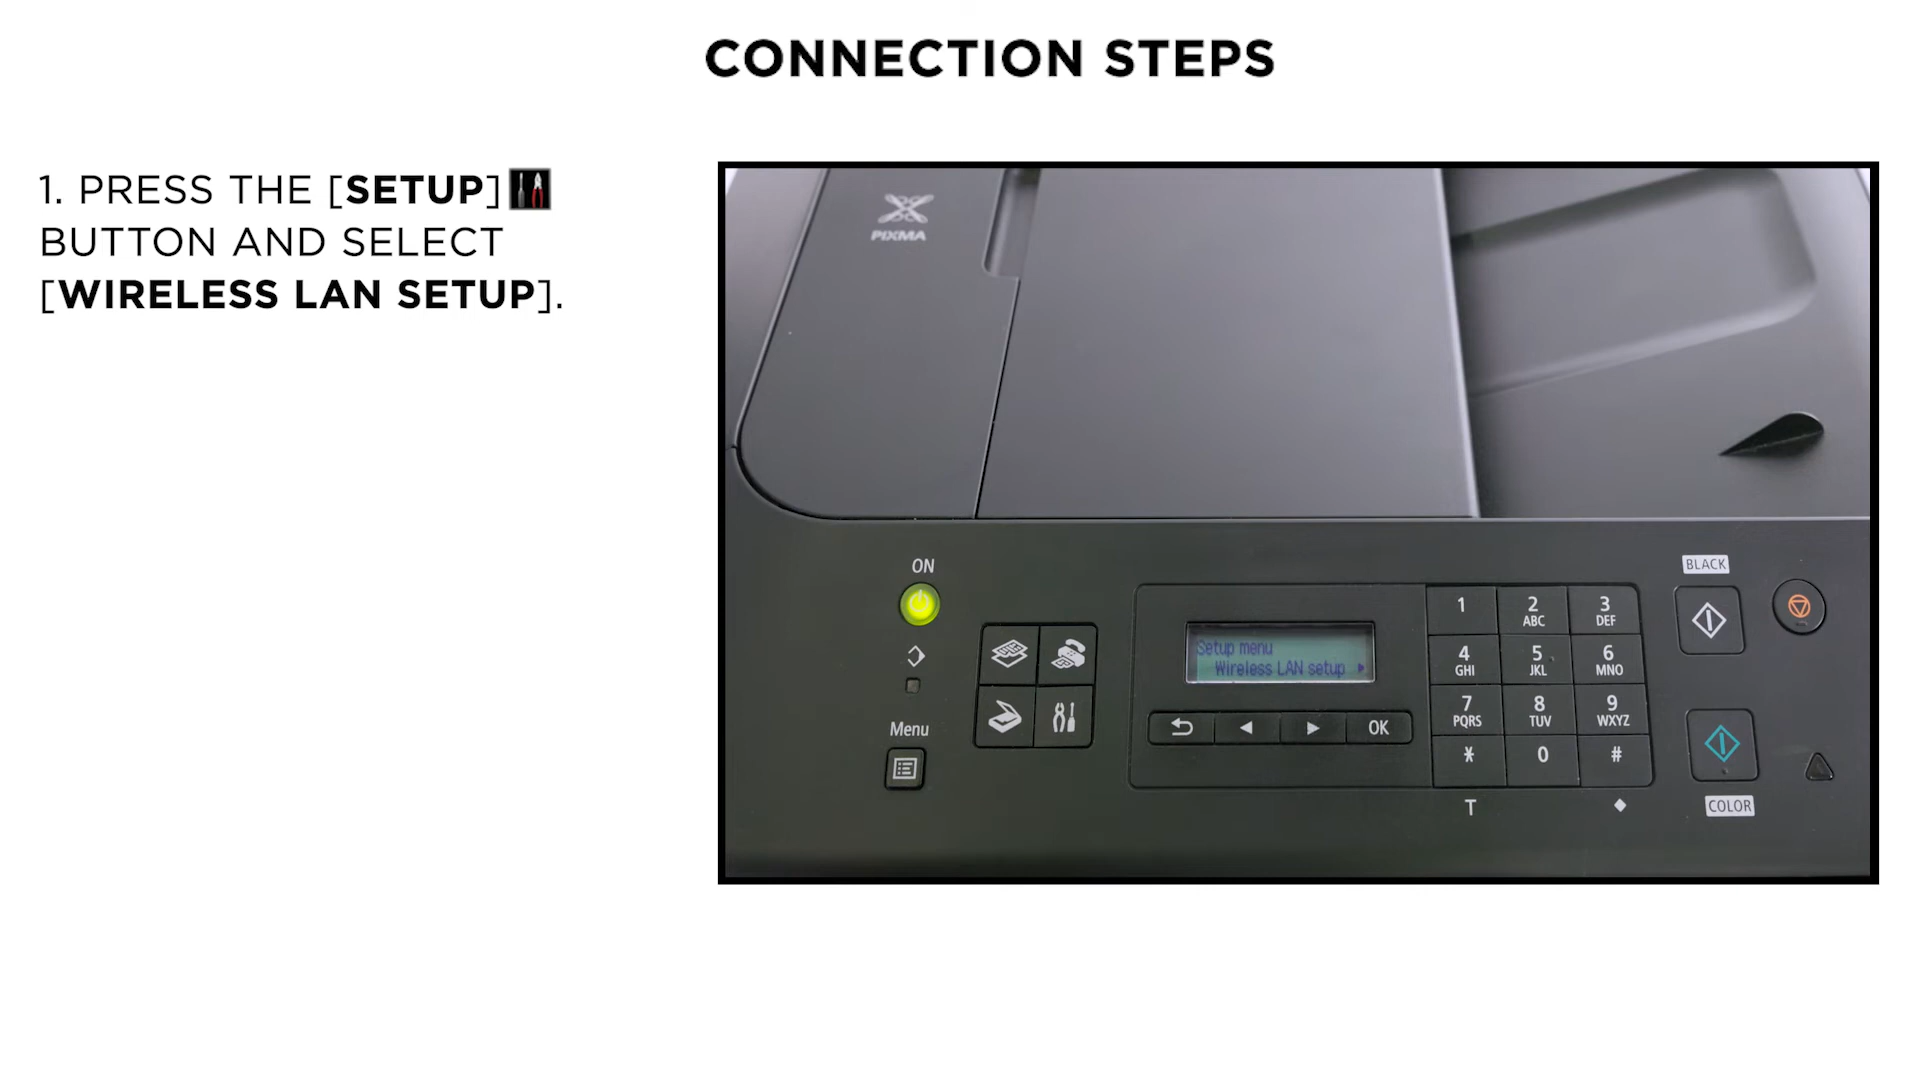 CONNECTION STEPS
1. PRESS THE [SETUP]
BUTTON AND SELECT
[WIRELESS LAN SETUP].
PIXMA
ON
Menu
Setup menu
Wireless LAN setup
OK
1
2
ABC
3
DEF
4
GHI
5
JKL
6
MNO
7
PQRS
8
TUV
9
WXYZ
*
0
#
T
BLACK
COLOR